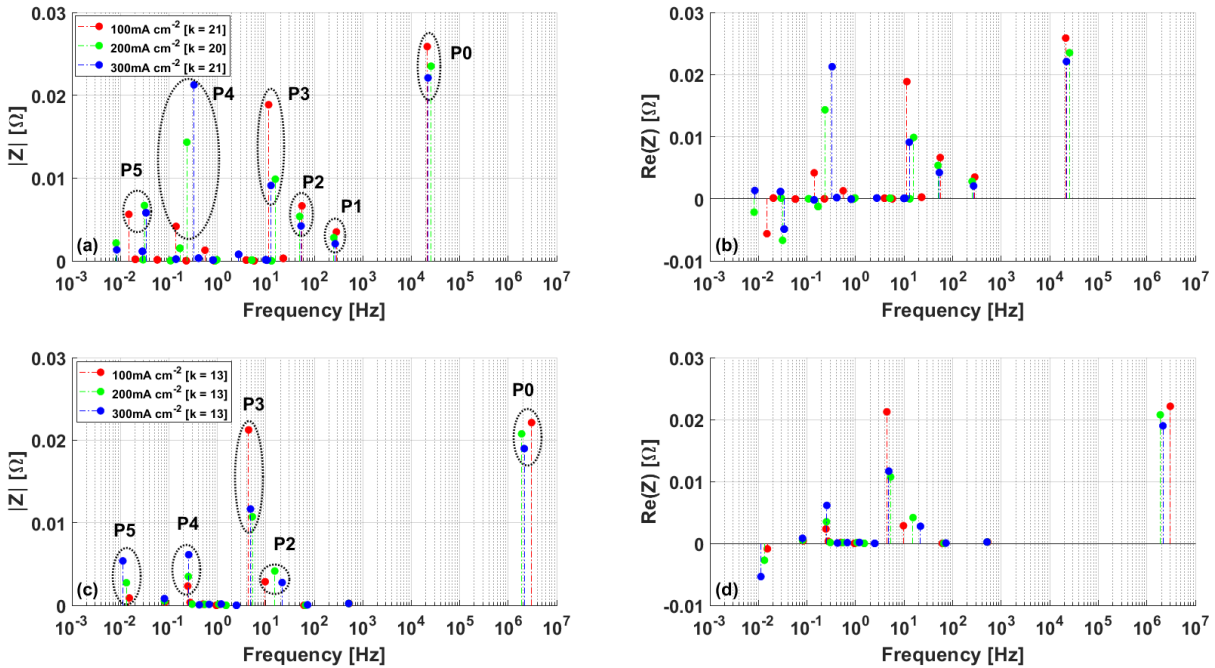 0.03
0.02
0.01
0
|Z| [Ω]
100mA cm-2 [k = 21]
200mA cm-2 [k = 20]
300mA cm-2 [k = 21]
P0
P4
P3
P5
P2
P1
(a)
10-3 10-2 10-1 100 101 102 103 104 105 106 107
Frequency [Hz]
0.03
0.02
0.01
0
-0.01
Re(Z) [Ω]
(b)
10-3 10-2 10-1 100 101 102 103 104 105 106 107
Frequency [Hz]
0.03
0.02
0.01
0
|Z| [Ω]
100mA cm-2 [k = 13]
200mA cm-2 [k = 13]
300mA cm-2 [k = 13]
P0
P3
P5
P4
P2
(c)
10-3 10-2 10-1 100 101 102 103 104 105 106 107
Frequency [Hz]
0.03
0.02
0.01
0
-0.01
Re(Z) [Ω]
(d)
10-3 10-2 10-1 100 101 102 103 104 105 106 107
Frequency [Hz]